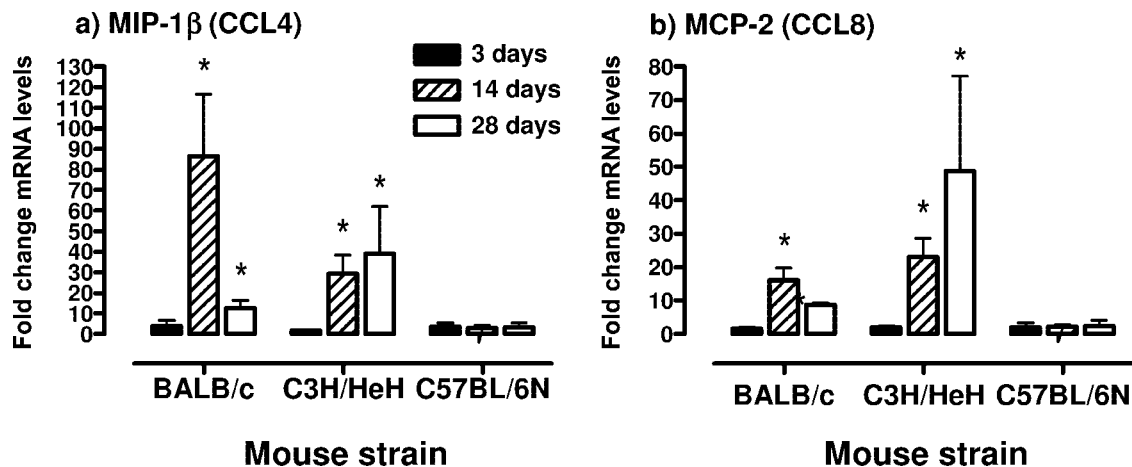 a) MIP-1β (CCL4)
3 days
14 days
28 days
Fold change mRNA levels
130
120
110
100
90
80
70
60
50
40
30
20
10
0
* * * *
BALB/c C3H/HeH C57BL/6N
Mouse strain
b) MCP-2 (CCL8)
Fold change mRNA levels
80
70
60
50
40
30
20
10
0
* * * *
BALB/c C3H/HeH C57BL/6N
Mouse strain